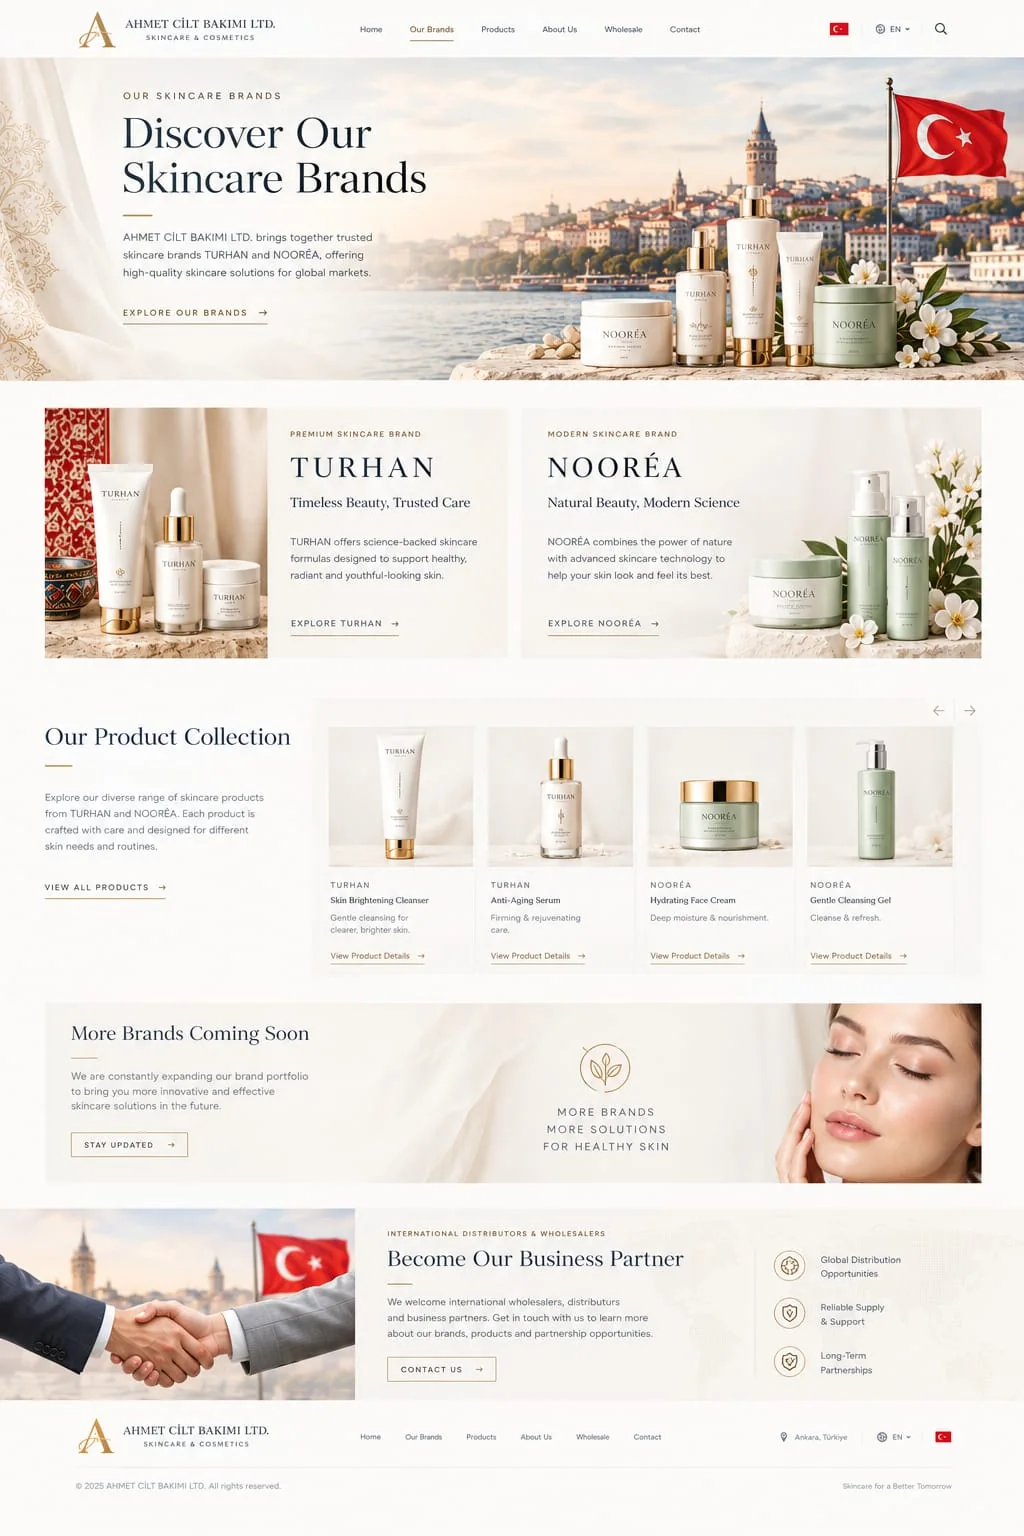 AHMET CİLT BAKIMI LTD.
SKINCARE & COSMETICS
Home
Our Brands
Products
About Us
Wholesale
Contact
EN
OUR SKINCARE BRANDS
Discover Our
Skincare Brands
AHMET CİLT BAKIMI LTD. brings together trusted
skincare brands TURHAN and NOORÉA, offering
high-quality skincare solutions for global markets.
EXPLORE OUR BRANDS →
NOORÉA
TURHAN
TURHAN
TURHAN
NOORÉA
TURHAN
TURHAN
TURHAN
PREMIUM SKINCARE BRAND
TURHAN
Timeless Beauty, Trusted Care
TURHAN offers science-backed skincare
formulas designed to support healthy,
radiant and youthful-looking skin.
EXPLORE TURHAN →
MODERN SKINCARE BRAND
NOORÉA
Natural Beauty, Modern Science
NOORÉA combines the power of nature
with advanced skincare technology to
help your skin look and feel its best.
EXPLORE NOORÉA →
NOORÉA
NOORÉA
NOORÉA
Our Product Collection
Explore our diverse range of skincare products
from TURHAN and NOORÉA. Each product is
crafted with care and designed for different
skin needs and routines.
VIEW ALL PRODUCTS →
← →
TURHAN
TURHAN
Skin Brightening Cleanser
Gentle cleansing for
clearer, brighter skin.
View Product Details →
TURHAN
TURHAN
Anti-Aging Serum
Firming & rejuvenating
care.
View Product Details →
NOORÉA
NOORÉA
Hydrating Face Cream
Deep moisture & nourishment.
View Product Details →
NOORÉA
NOORÉA
Gentle Cleansing Gel
Cleanse & refresh.
View Product Details →
More Brands Coming Soon
We are constantly expanding our brand portfolio
to bring you more innovative and effective
skincare solutions in the future.
STAY UPDATED →
MORE BRANDS
MORE SOLUTIONS
FOR HEALTHY SKIN
INTERNATIONAL DISTRIBUTORS & WHOLESALERS
Become Our Business Partner
We welcome international wholesalers, distributurs
and business partners. Get in touch with us to learn more
about our brands, products and partnership opportunities.
CONTACT US →
Global Distribution
Opportunities
Reliable Supply
& Support
Long-Term
Partnerships
AHMET CİLT BAKIMI LTD.
SKINCARE & COSMETICS
Home
Our Brands
Products
About Us
Wholesale
Contact
Ankara, Türkiye
EN
© 2025 AHMET CİLT BAKIMI LTD. All rights reserved.
Skincare for a Better Tomorrow